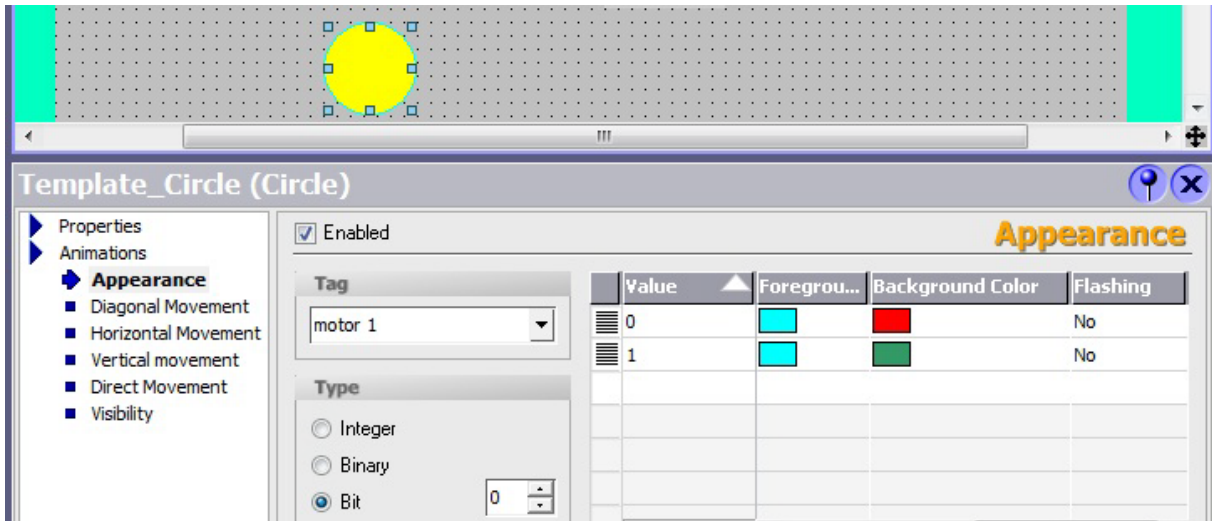 Template_Circle (Circle)
Properties
Animations
Appearance
Diagonal Movement
Horizontal Movement
Vertical movement
Direct Movement
Visibility
Enabled
Appearance
Tag
motor 1
Type
Integer
Binary
Bit
0
Value Foregrou... Background Color Flashing
0 No
1 No